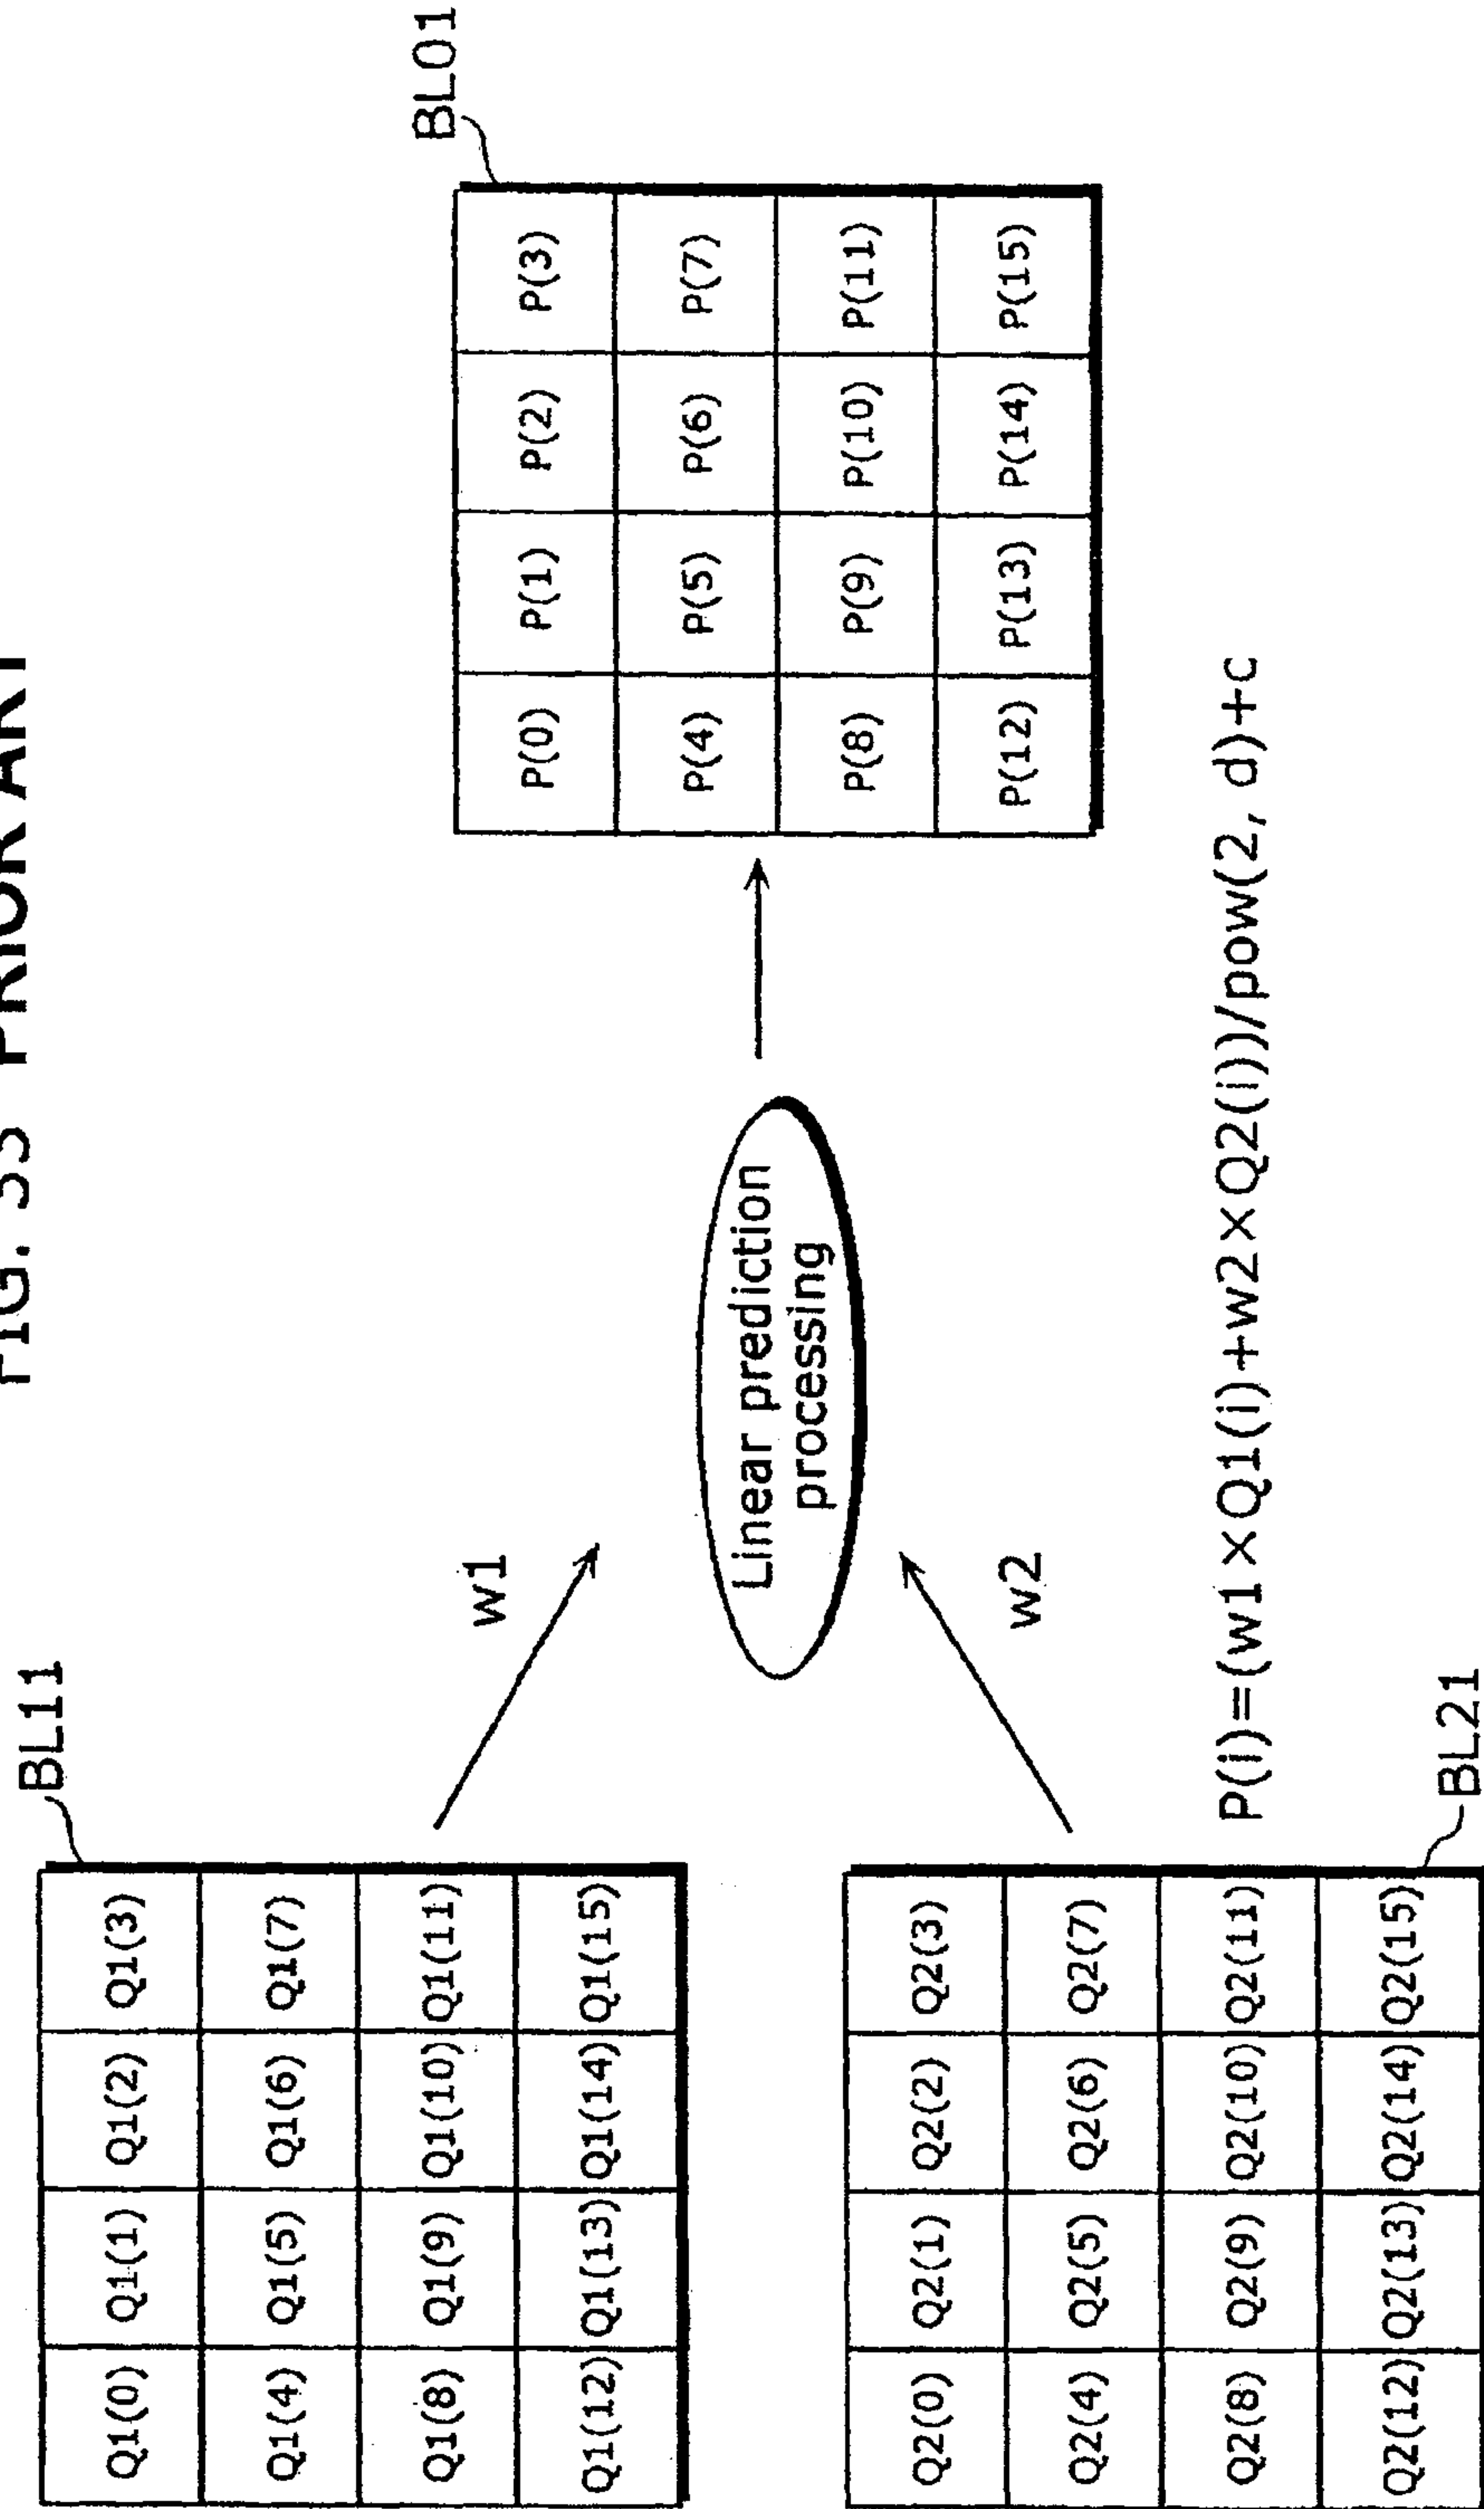 FIG. 33 PRIOR ART
BL11
Q1(0) Q1(1) Q1(2) Q1(3)
Q1(4) Q1(5) Q1(6) Q1(7)
Q1(8) Q1(9) Q1(10) Q1(11)
Q1(12) Q1(13) Q1(14) Q1(15)
w1
Linear prediction
processing
w2
BL01
P(0) P(1) P(2) P(3)
P(4) P(5) P(6) P(7)
P(8) P(9) P(10) P(11)
P(12) P(13) P(14) P(15)
Q2(0) Q2(1) Q2(2) Q2(3)
Q2(4) Q2(5) Q2(6) Q2(7)
Q2(8) Q2(9) Q2(10) Q2(11)
Q2(12) Q2(13) Q2(14) Q2(15)
BL21
P(i)=(w1×Q1(i)+w2×Q2(i))/pow(2, d)+c